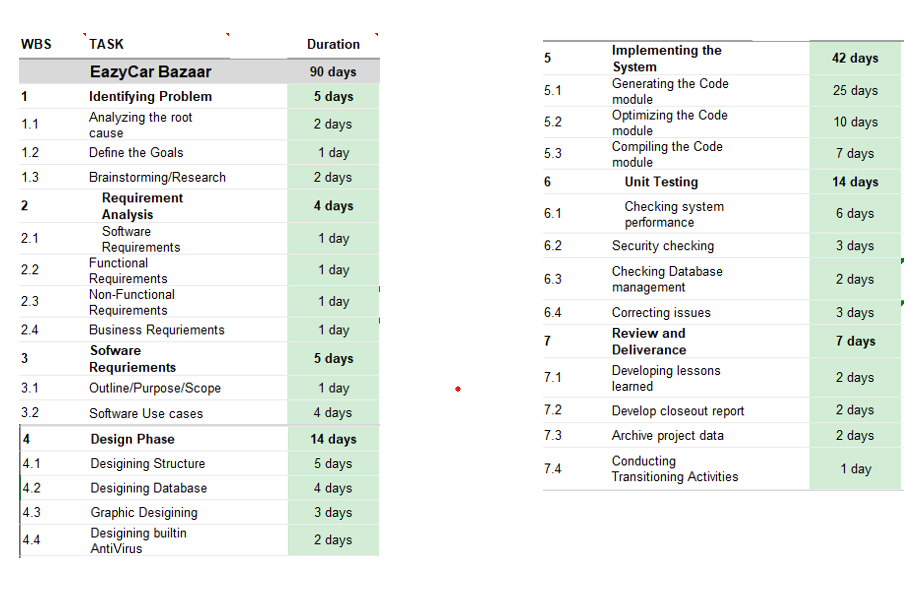 WBS TASK Duration
EazyCar Bazaar 90 days
1 Identifying Problem 5 days
1.1 Analyzing the root cause 2 days
1.2 Define the Goals 1 day
1.3 Brainstorming/Research 2 days
2 Requirement Analysis 4 days
2.1 Software Requirements 1 day
2.2 Functional Requirements 1 day
2.3 Non-Functional Requirements 1 day
2.4 Business Requriements 1 day
3 Sofware Requriements 5 days
3.1 Outline/Purpose/Scope 1 day
3.2 Software Use cases 4 days
4 Design Phase 14 days
4.1 Desigining Structure 5 days
4.2 Desigining Database 4 days
4.3 Graphic Desigining 3 days
4.4 Desigining builtin AntiVirus 2 days
5 Implementing the System 42 days
5.1 Generating the Code module 25 days
5.2 Optimizing the Code module 10 days
5.3 Compiling the Code module 7 days
6 Unit Testing 14 days
6.1 Checking system performance 6 days
6.2 Security checking 3 days
6.3 Checking Database management 2 days
6.4 Correcting issues 3 days
7 Review and Deliverance 7 days
7.1 Developing lessons learned 2 days
7.2 Develop closeout report 2 days
7.3 Archive project data 2 days
7.4 Conducting Transitioning Activities 1 day